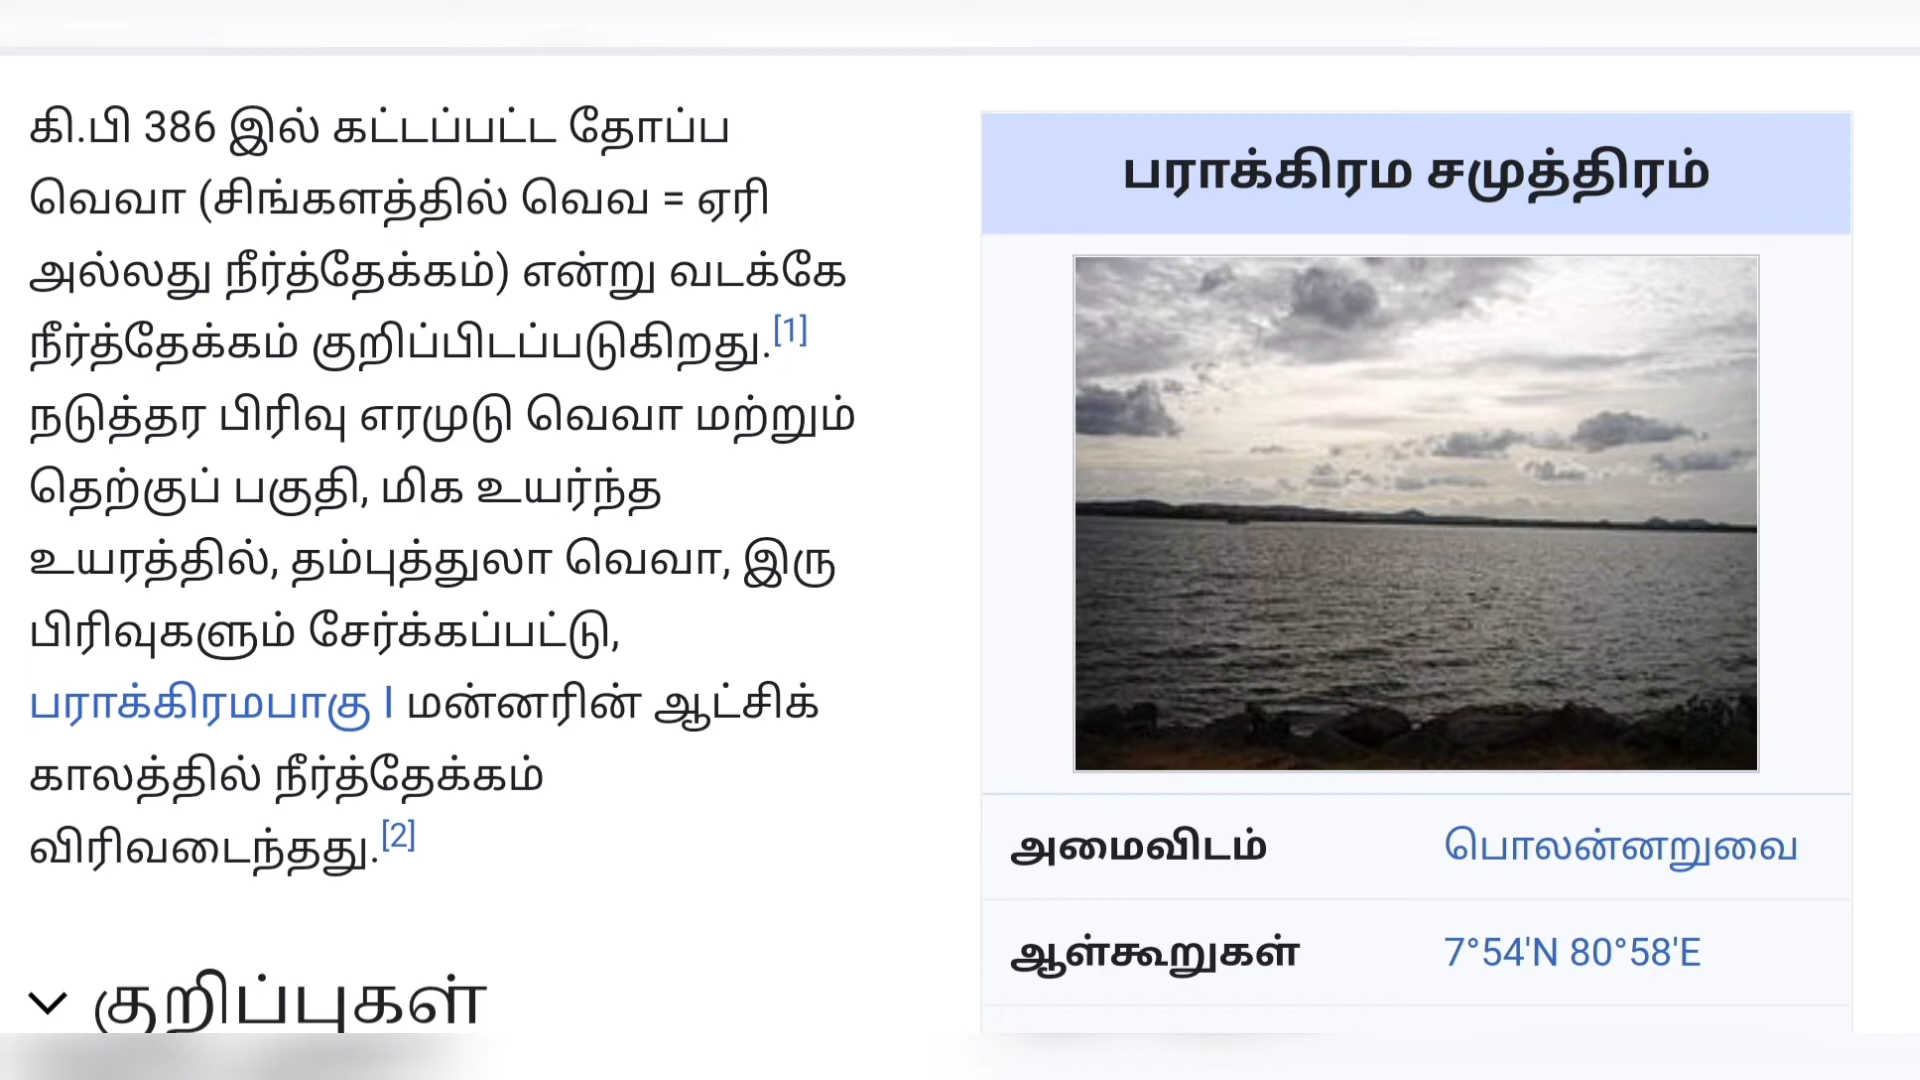 கி.பி 386 இல் கட்டப்பட்ட தோப்ப
வெவா (சிங்களத்தில் வெவ = ஏரி
அல்லது நீர்த்தேக்கம்) என்று வடக்கே
நீர்த்தேக்கம் குறிப்பிடப்படுகிறது.[1]
நடுத்தர பிரிவு எரமுடு வெவா மற்றும்
தெற்குப் பகுதி, மிக உயர்ந்த
உயரத்தில், தம்புத்துலா வெவா, இரு
பிரிவுகளும் சேர்க்கப்பட்டு,
பராக்கிரமபாகு I மன்னரின் ஆட்சிக்
காலத்தில் நீர்த்தேக்கம்
விரிவடைந்தது.[2]
குறிப்புகள்
பராக்கிரம சமுத்திரம்
அமைவிடம் பொலன்னறுவை
ஆள்கூறுகள் 7°54'N 80°58'E